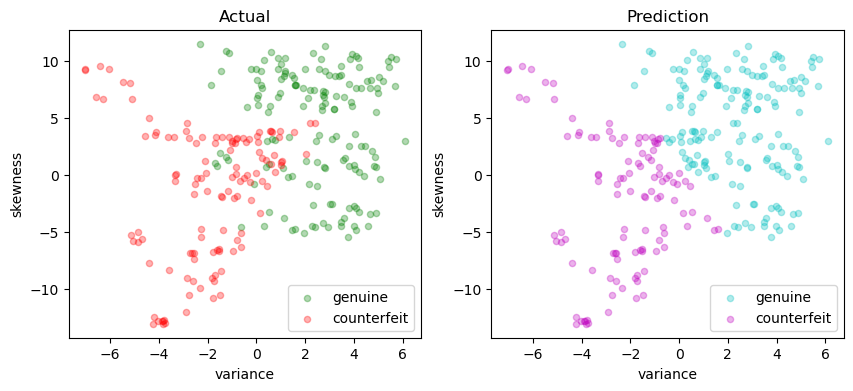 Actual
skewness
10
5
0
−5
−10
−6 −4 −2 0 2 4 6
variance
genuine
counterfeit
Prediction
skewness
10
5
0
−5
−10
−6 −4 −2 0 2 4 6
variance
genuine
counterfeit